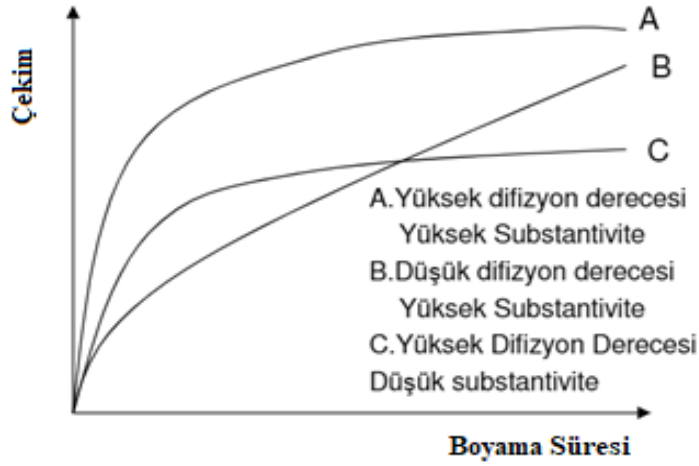 Çekim
A
B
C
A.Yüksek difizyon derecesi
Yüksek Substantivite
B.Düşük difizyon derecesi
Yüksek Substantivite
C.Yüksek Difizyon Derecesi
Düşük substantivite
Boyama Süresi